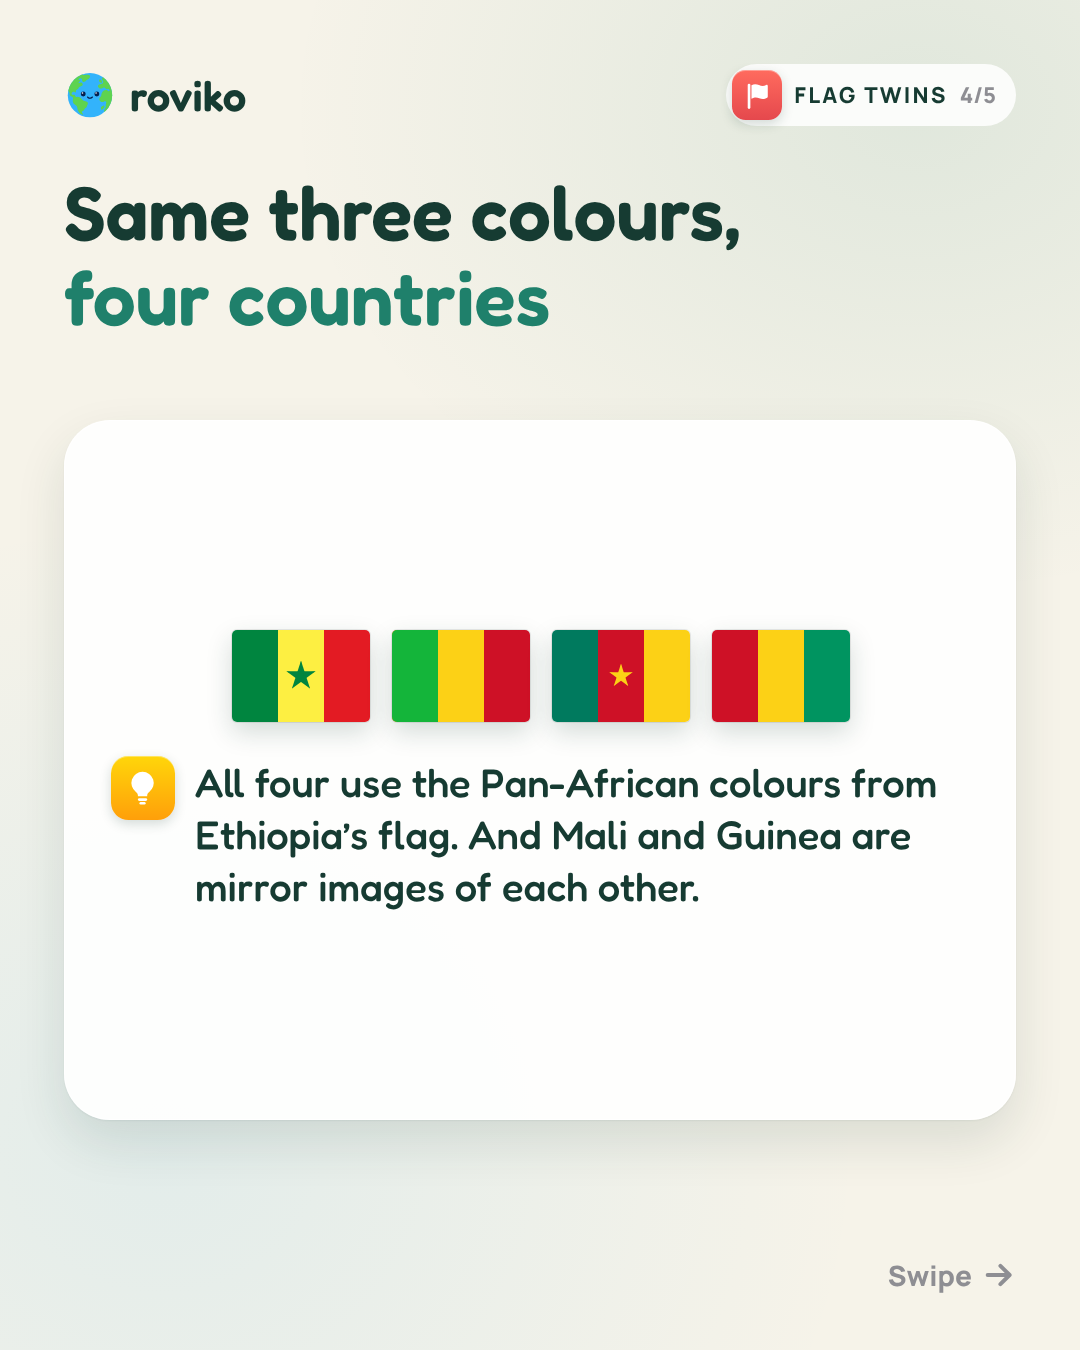 roviko
FLAG TWINS 4/5
Same three colours,
four countries
All four use the Pan-African colours from
Ethiopia’s flag. And Mali and Guinea are
mirror images of each other.
Swipe →